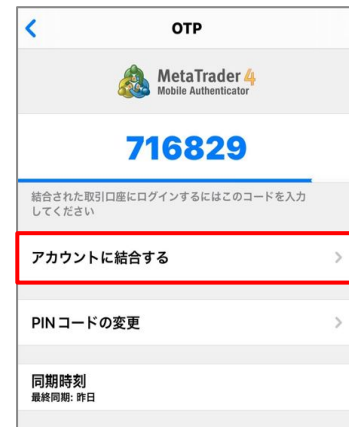 OTP
MetaTrader 4
Mobile Authenticator
716829
結合された取引口座にログインするにはこのコードを入力
してください
アカウントに結合する
PINコードの変更
同期時刻
最終同期: 昨日